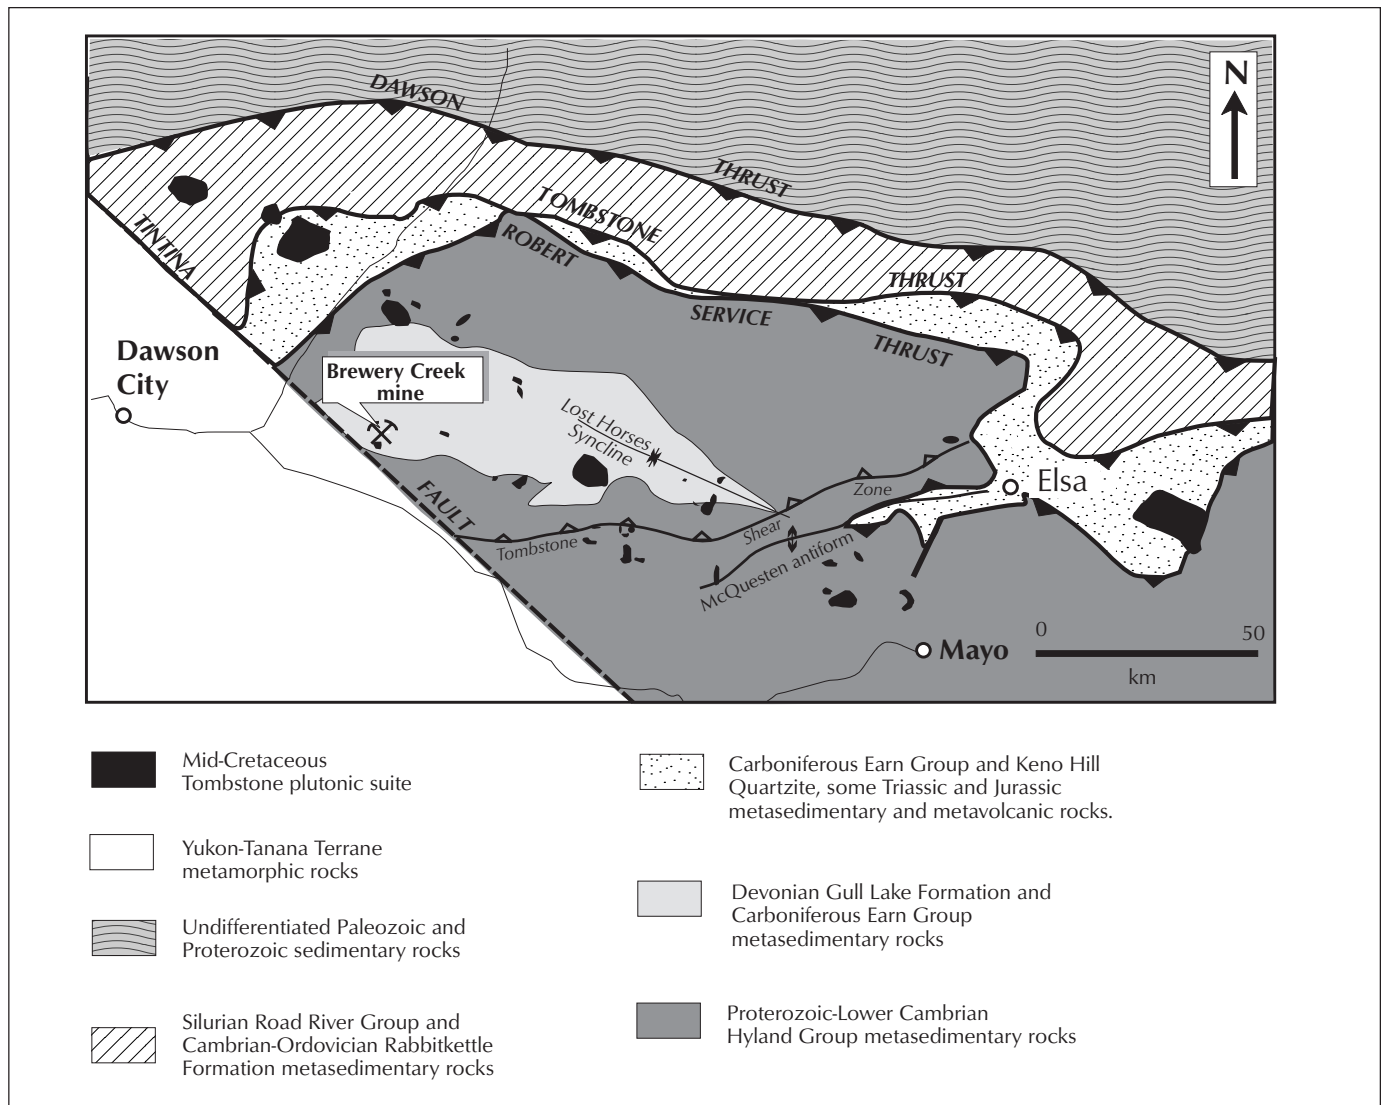 N
DAWSON
THRUST
TOMBSTONE
THRUST
TINTINA
FAULT
ROBERT
SERVICE
THRUST
Dawson
City
Brewery Creek
mine
Lost Horses
Syncline
Elsa
Zone
Shear
Tombstone
McQuesten antiform
Mayo
0
50
km
Mid-Cretaceous
Tombstone plutonic suite
Yukon-Tanana Terrane
metamorphic rocks
Undifferentiated Paleozoic and
Proterozoic sedimentary rocks
Silurian Road River Group and
Cambrian-Ordovician Rabbitkettle
Formation metasedimentary rocks
Carboniferous Earn Group and Keno Hill
Quartzite, some Triassic and Jurassic
metasedimentary and metavolcanic rocks.
Devonian Gull Lake Formation and
Carboniferous Earn Group
metasedimentary rocks
Proterozoic-Lower Cambrian
Hyland Group metasedimentary rocks